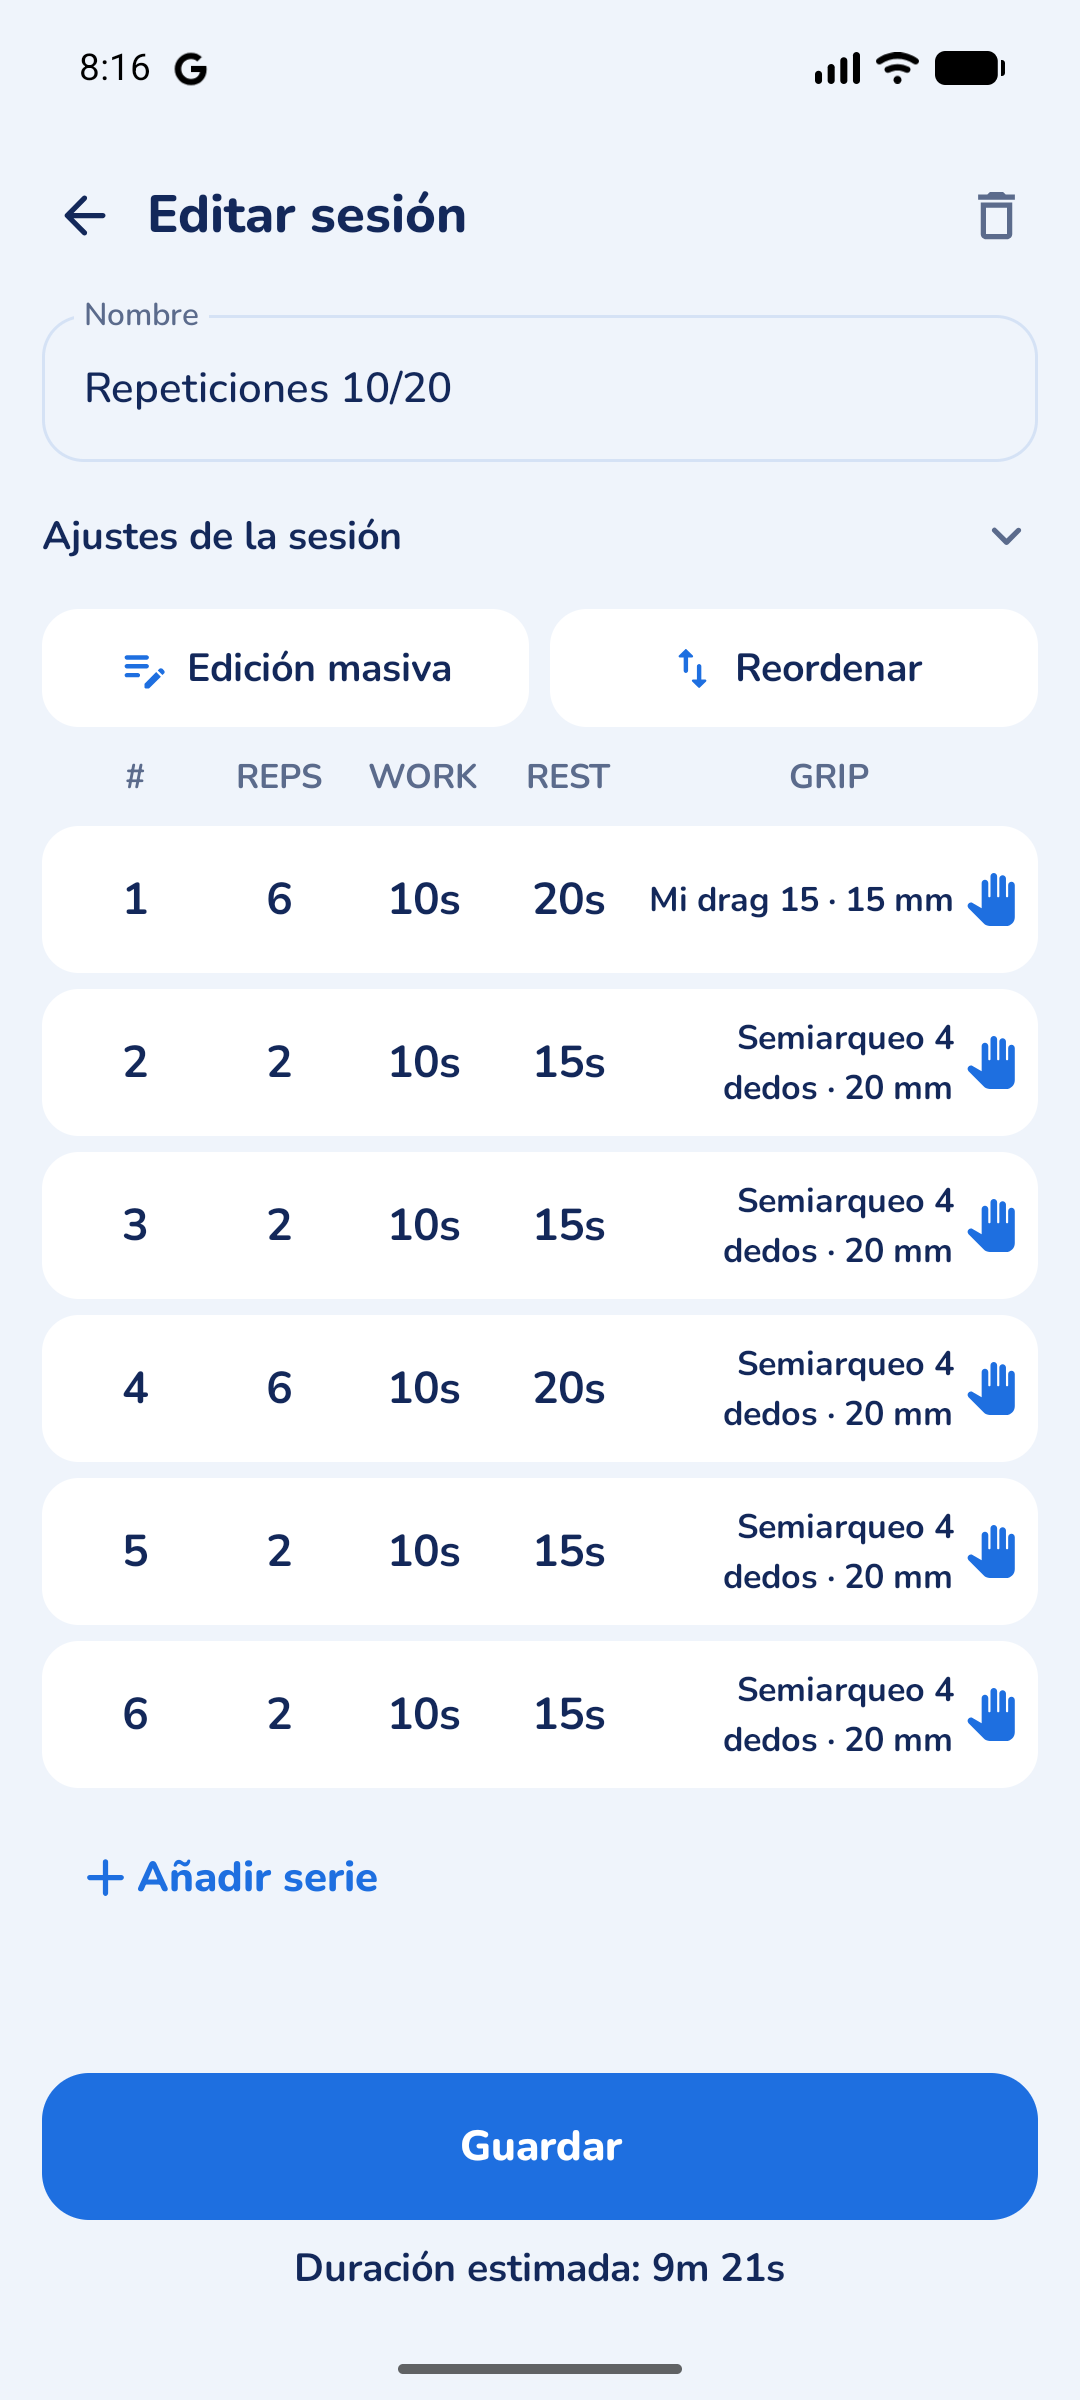 8:16
Editar sesión
Nombre
Repeticiones 10/20
Ajustes de la sesión
Edición masiva
Reordenar
# REPS WORK REST GRIP
1 6 10s 20s Mi drag 15 · 15 mm
2 2 10s 15s Semiarqueo 4
dedos · 20 mm
3 2 10s 15s Semiarqueo 4
dedos · 20 mm
4 6 10s 20s Semiarqueo 4
dedos · 20 mm
5 2 10s 15s Semiarqueo 4
dedos · 20 mm
6 2 10s 15s Semiarqueo 4
dedos · 20 mm
Añadir serie
Guardar
Duración estimada: 9m 21s